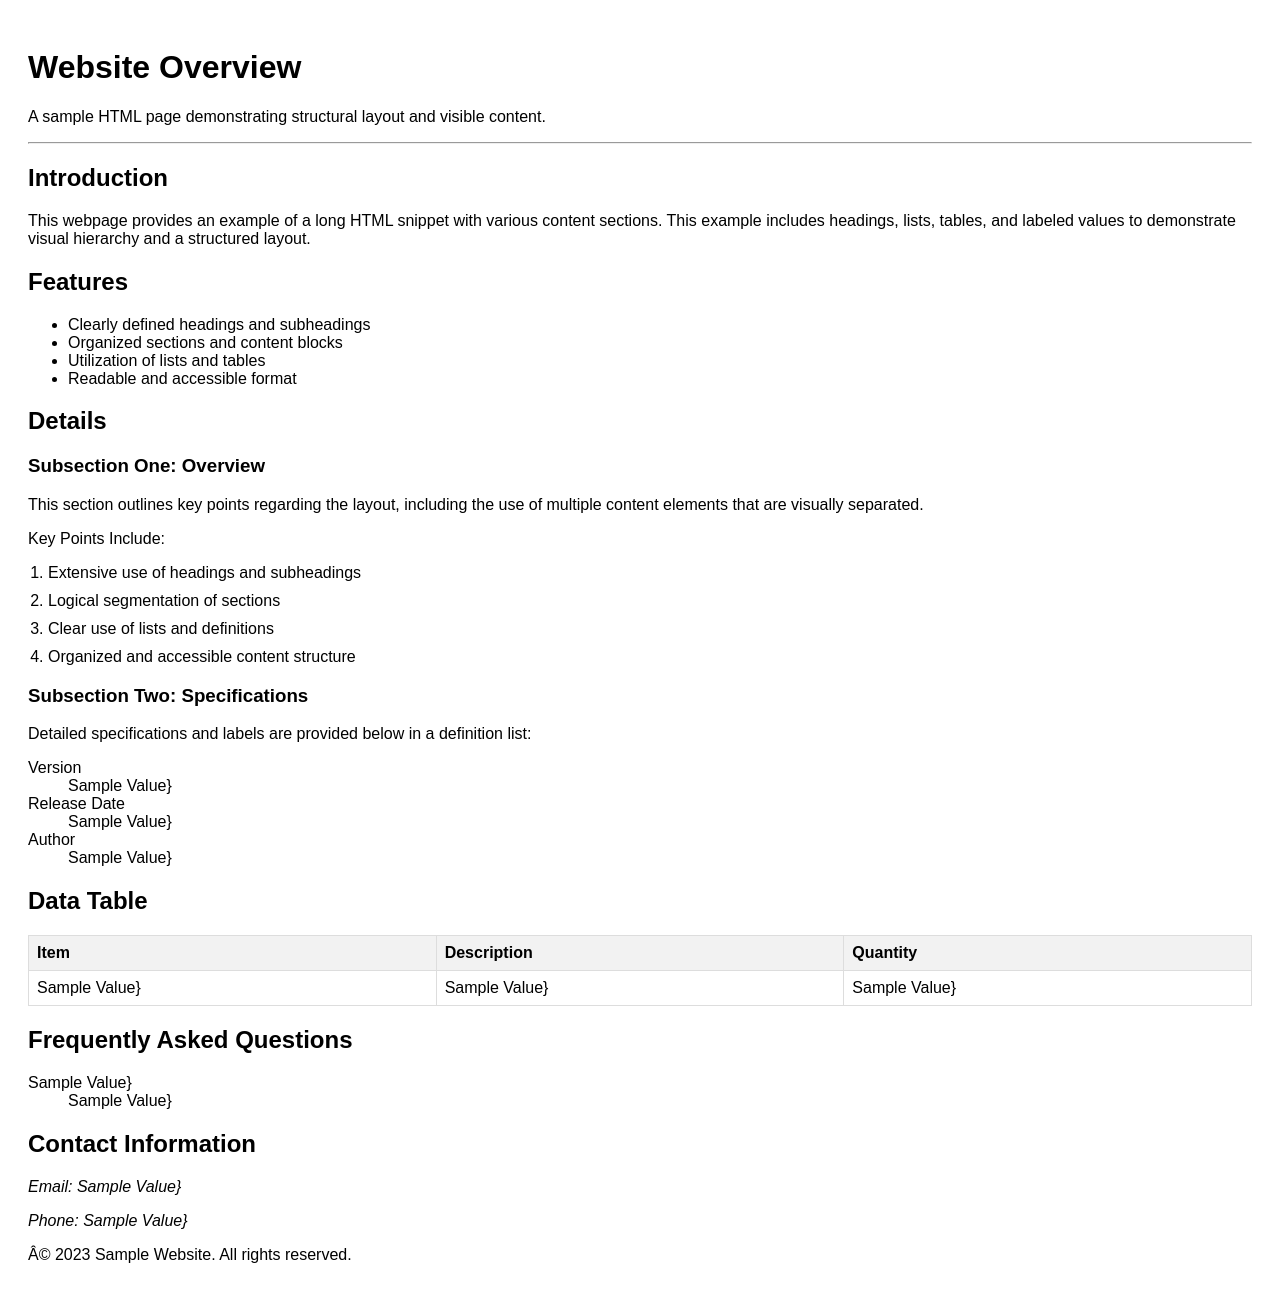 Website Overview
A sample HTML page demonstrating structural layout and visible content.
Introduction
This webpage provides an example of a long HTML snippet with various content sections. This example includes headings, lists, tables, and labeled values to demonstrate
visual hierarchy and a structured layout.
Features
• Clearly defined headings and subheadings
• Organized sections and content blocks
• Utilization of lists and tables
• Readable and accessible format
Details
Subsection One: Overview
This section outlines key points regarding the layout, including the use of multiple content elements that are visually separated.
Key Points Include:
1. Extensive use of headings and subheadings
2. Logical segmentation of sections
3. Clear use of lists and definitions
4. Organized and accessible content structure
Subsection Two: Specifications
Detailed specifications and labels are provided below in a definition list:
Version
Sample Value}
Release Date
Sample Value}
Author
Sample Value}
Data Table
Item Description Quantity
Sample Value} Sample Value} Sample Value}
Frequently Asked Questions
Sample Value}
Sample Value}
Contact Information
Email: Sample Value}
Phone: Sample Value}
Â© 2023 Sample Website. All rights reserved.